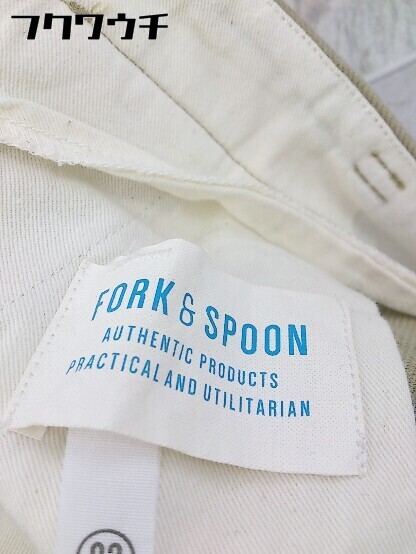 フクワウチ
FORK & SPOON
AUTHENTIC PRODUCTS
PRACTICAL AND UTILITARIAN